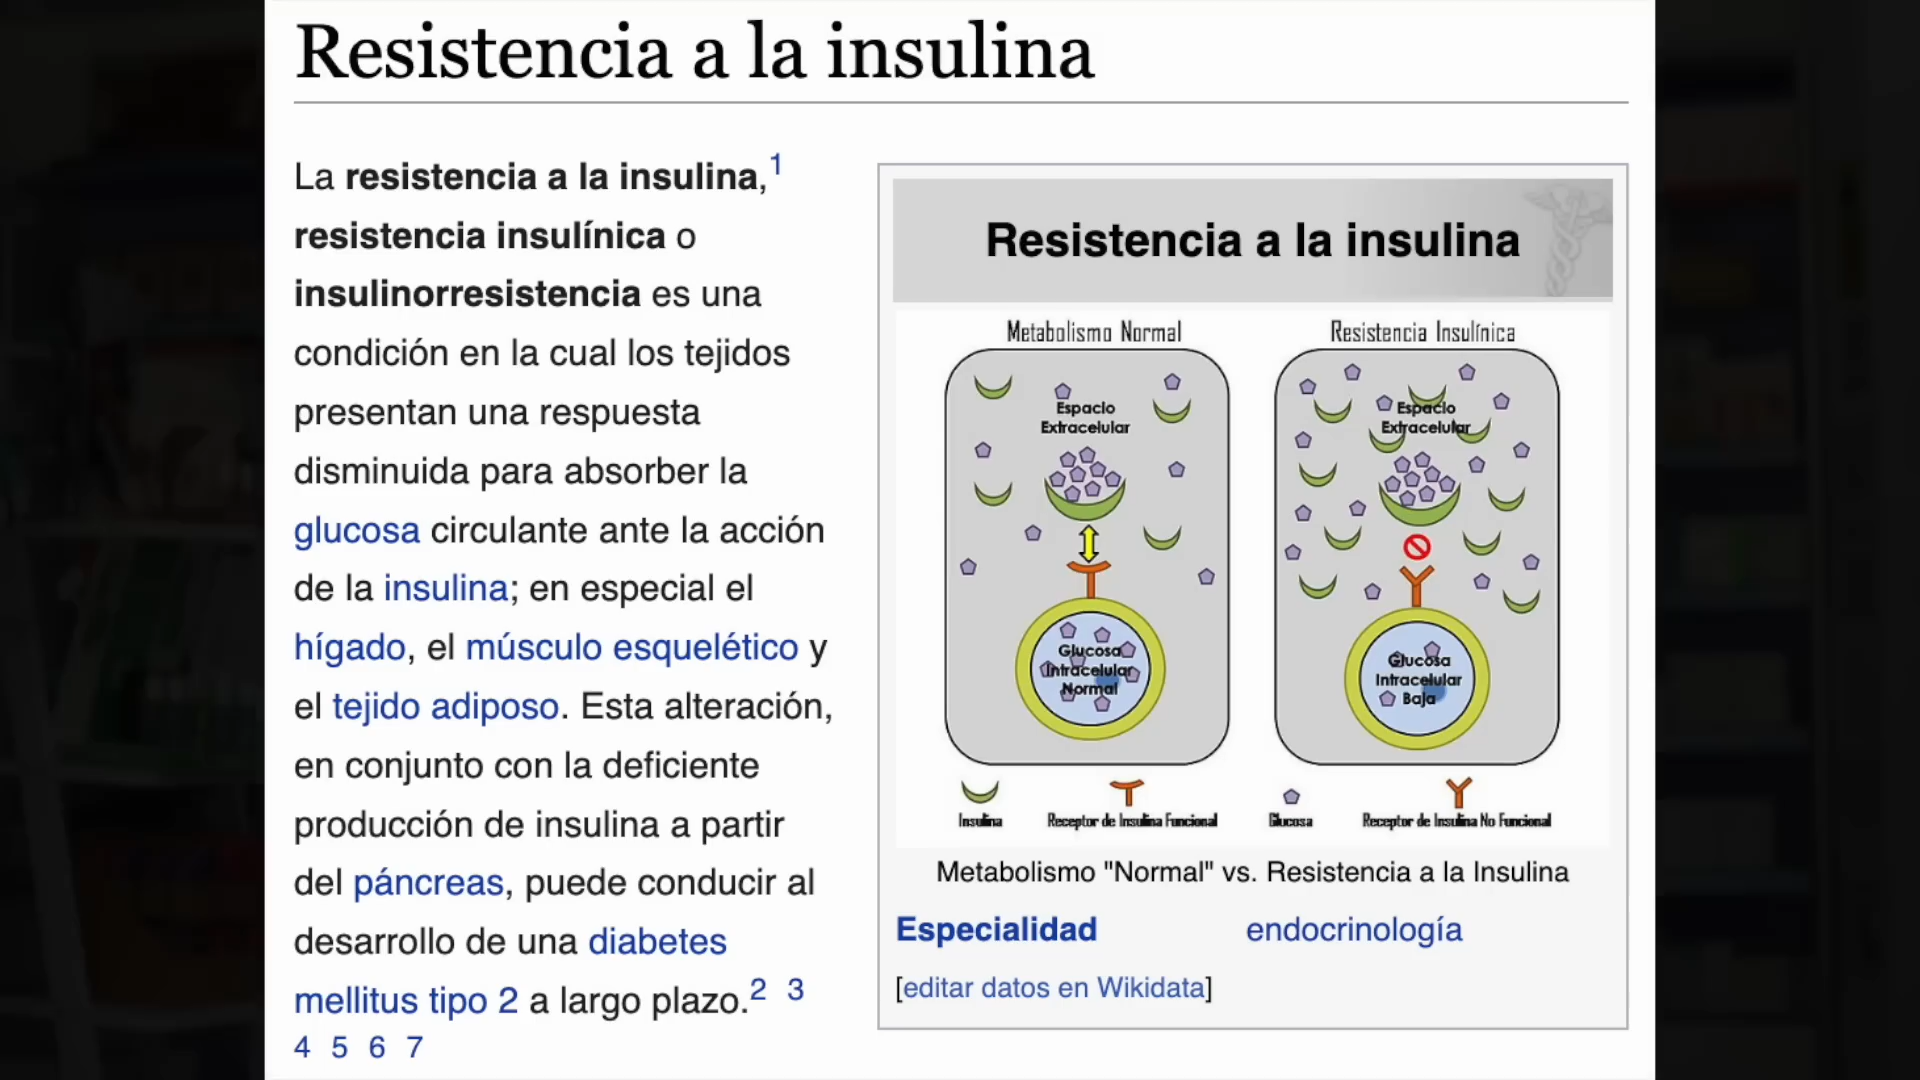 Resistencia a la insulina
La resistencia a la insulina,1
resistencia insulínica o
insulinorresistencia es una
condición en la cual los tejidos
presentan una respuesta
disminuida para absorber la
glucosa circulante ante la acción
de la insulina; en especial el
hígado, el músculo esquelético y
el tejido adiposo. Esta alteración,
en conjunto con la deficiente
producción de insulina a partir
del páncreas, puede conducir al
desarrollo de una diabetes
mellitus tipo 2 a largo plazo.2 3
4 5 6 7
Resistencia a la insulina
Metabolismo Normal
Espacio
Extracelular
Glucosa
Intracelular
Normal
Resistencia Insulínica
Espacio
Extracelular
Glucosa
Intracelular
Baja
Insulina
Receptor de Insulina Funcional
Glucosa
Receptor de Insulina No Funcional
Metabolismo "Normal" vs. Resistencia a la Insulina
Especialidad endocrinología
[editar datos en Wikidata]